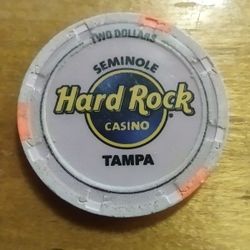 TWO DOLLARS
SEMINOLE
Hard Rock
CASINO
TAMPA